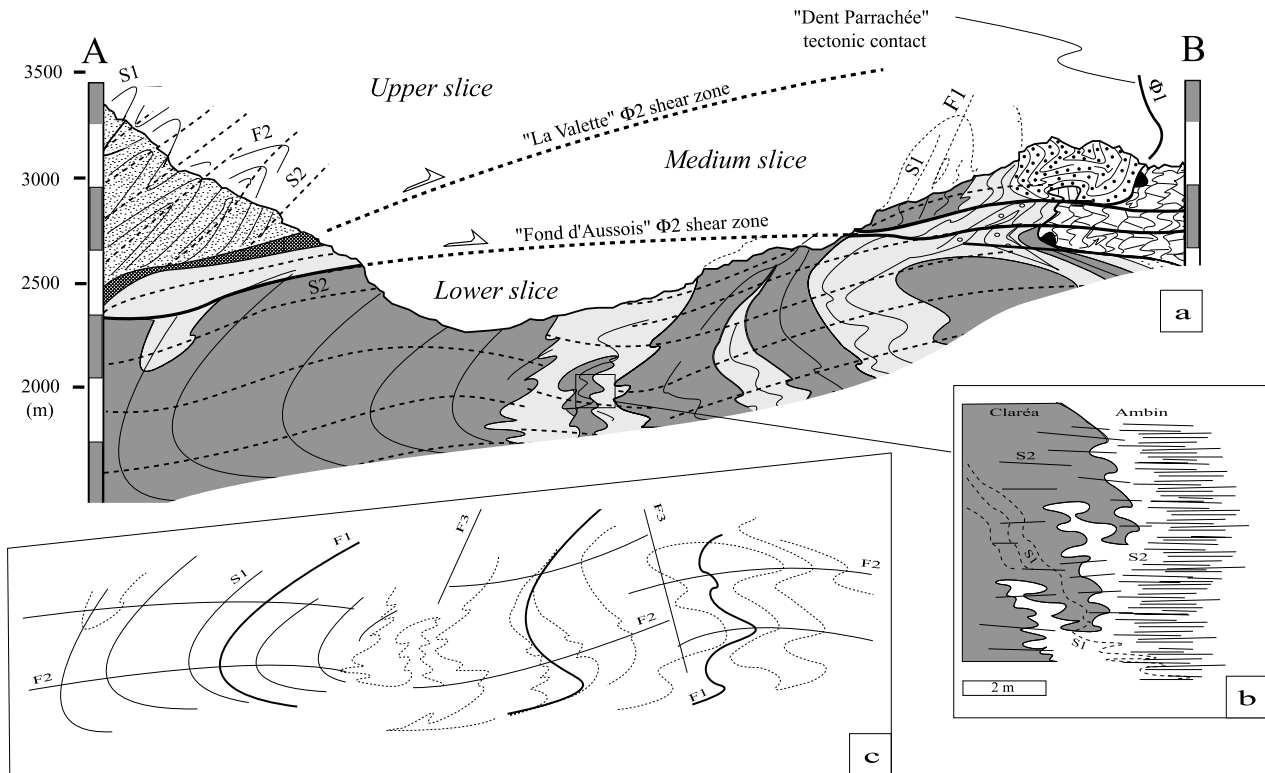 "Dent Parrachée"
tectonic contact
A
B
3500
S1
Upper slice
F2
S2
"La Valette" Φ2 shear zone
F1
Φ1
3000
Medium slice
S1
"Fond d'Aussois" Φ2 shear zone
2500
S2
Lower slice
a
2000
(m)
Claréa
Ambin
S2
S1
S2
S1
2 m
b
F1
F3
F3
S1
F2
F2
F2
F1
c